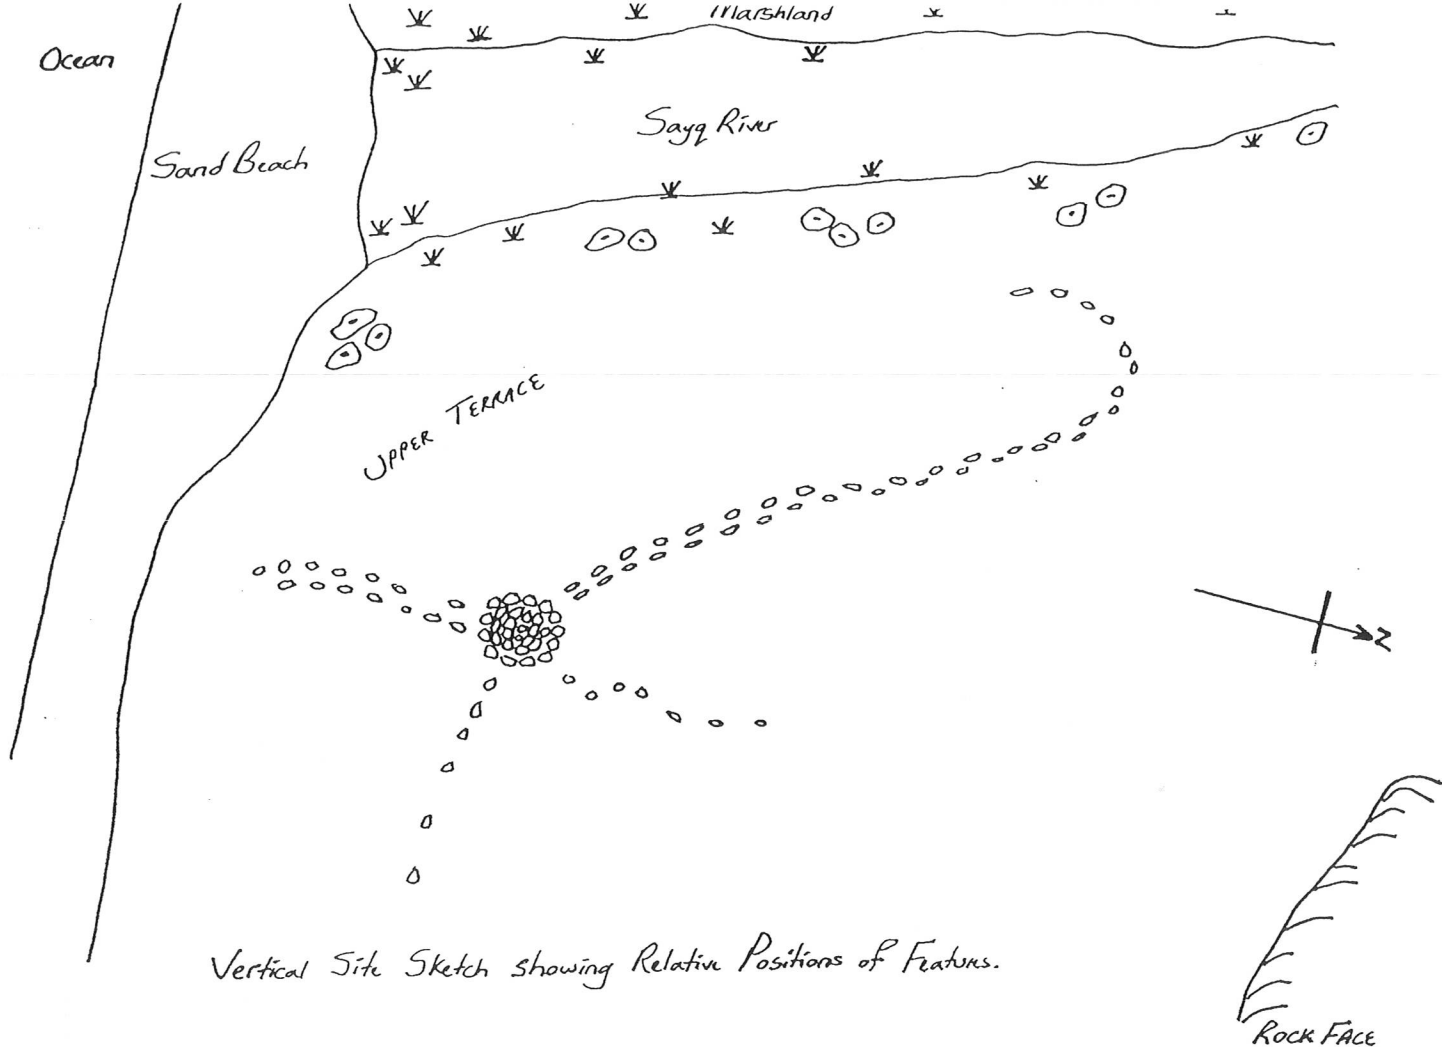 Marshland
Ocean
Sayq River
Sand Beach
UPPER TERRACE
N
Vertical Site Sketch showing Relative Positions of Features.
ROCK FACE